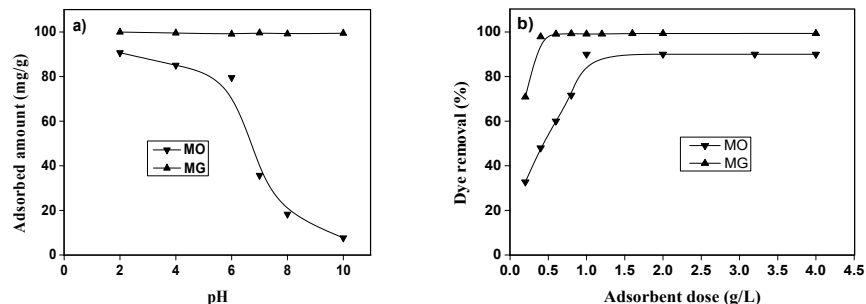 a)
Adsorbed amount (mg/g)
100
80
60
40
20
0
MO
MG
0 2 4 6 8 10
pH
b)
Dye removal (%)
100
80
60
40
20
0
MO
MG
0.0 0.5 1.0 1.5 2.0 2.5 3.0 3.5 4.0 4.5
Adsorbent dose (g/L)